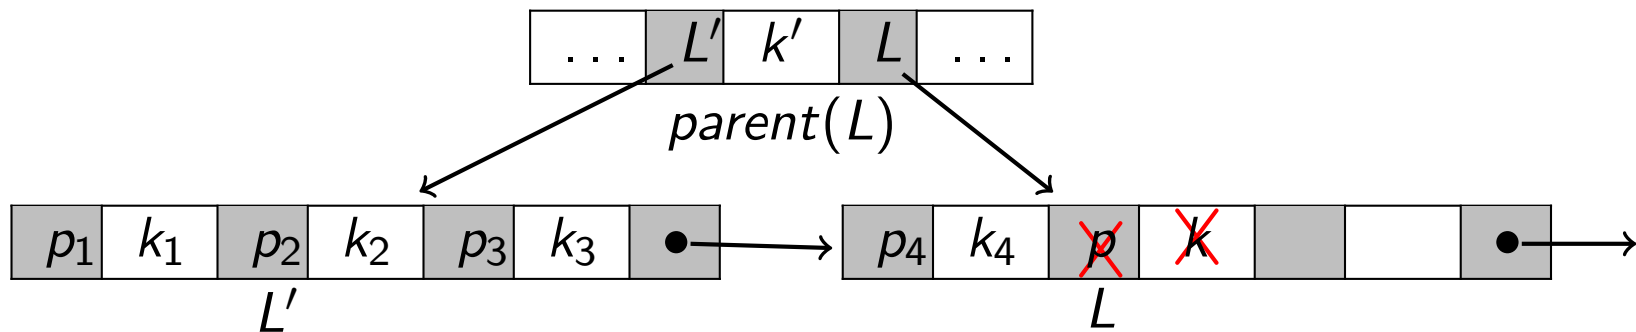 ... L′ k′ L ...
parent(L)
p₁ k₁ p₂ k₂ p₃ k₃ p₄ k₄ p k
L′ L